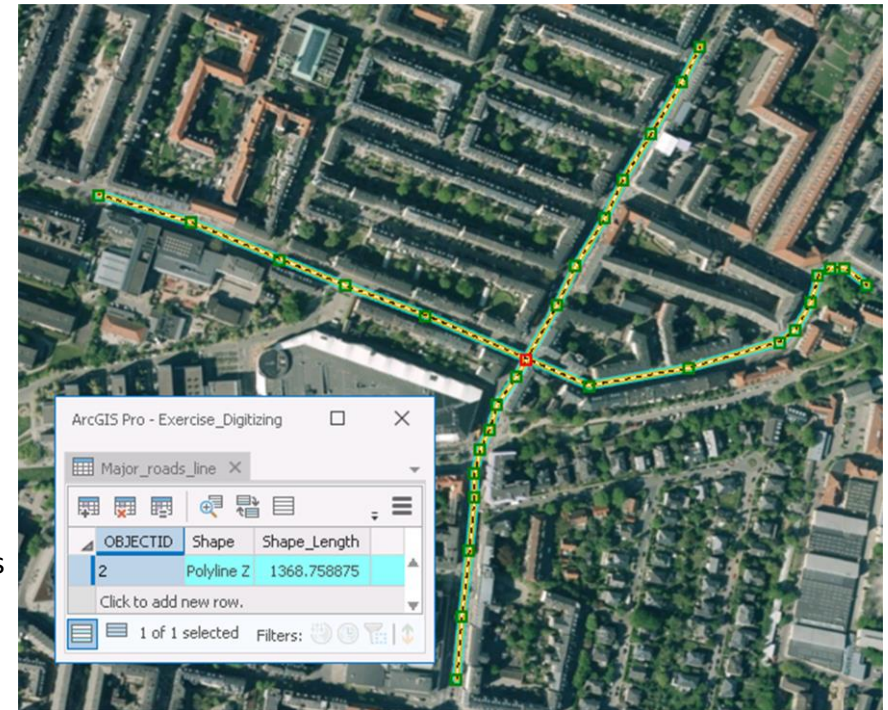 s
ArcGIS Pro - Exercise_Digitizing
Major_roads_line
OBJECTID Shape Shape_Length
2 Polyline Z 1368.758875
Click to add new row.
1 of 1 selected Filters: